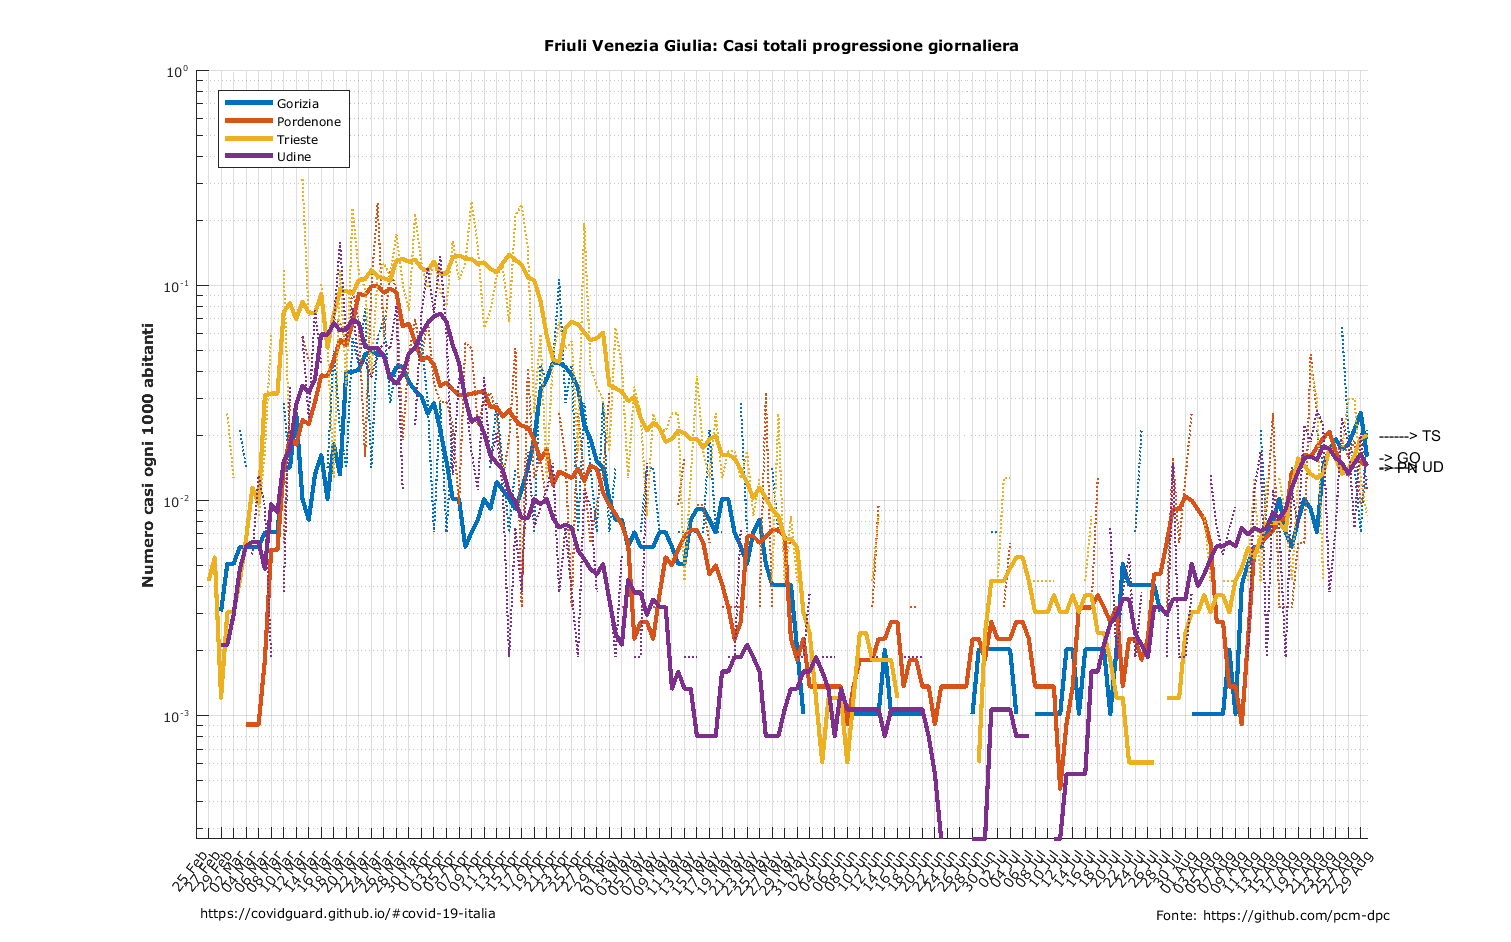 Friuli Venezia Giulia: Casi totali progressione giornaliera
Numero casi ogni 1000 abitanti
10⁰
10⁻¹
10⁻²
10⁻³
Gorizia
Pordenone
Trieste
Udine
------> TS
-> GO
-> PN
UD
25 Feb
27 Feb
29 Feb
02 Mar
04 Mar
06 Mar
08 Mar
10 Mar
12 Mar
14 Mar
16 Mar
18 Mar
20 Mar
22 Mar
24 Mar
26 Mar
28 Mar
30 Mar
01 Apr
03 Apr
05 Apr
07 Apr
09 Apr
11 Apr
13 Apr
15 Apr
17 Apr
19 Apr
21 Apr
23 Apr
25 Apr
27 Apr
29 Apr
01 May
03 May
05 May
07 May
09 May
11 May
13 May
15 May
17 May
19 May
21 May
23 May
25 May
27 May
29 May
31 May
02 Jun
04 Jun
06 Jun
08 Jun
10 Jun
12 Jun
14 Jun
16 Jun
18 Jun
20 Jun
22 Jun
24 Jun
26 Jun
28 Jun
30 Jun
02 Jul
04 Jul
06 Jul
08 Jul
10 Jul
12 Jul
14 Jul
16 Jul
18 Jul
20 Jul
22 Jul
24 Jul
26 Jul
28 Jul
30 Jul
01 Aug
03 Aug
05 Aug
07 Aug
09 Aug
11 Aug
13 Aug
15 Aug
17 Aug
19 Aug
21 Aug
23 Aug
25 Aug
27 Aug
29 Aug
https://covidguard.github.io/#covid-19-italia
Fonte: https://github.com/pcm-dpc